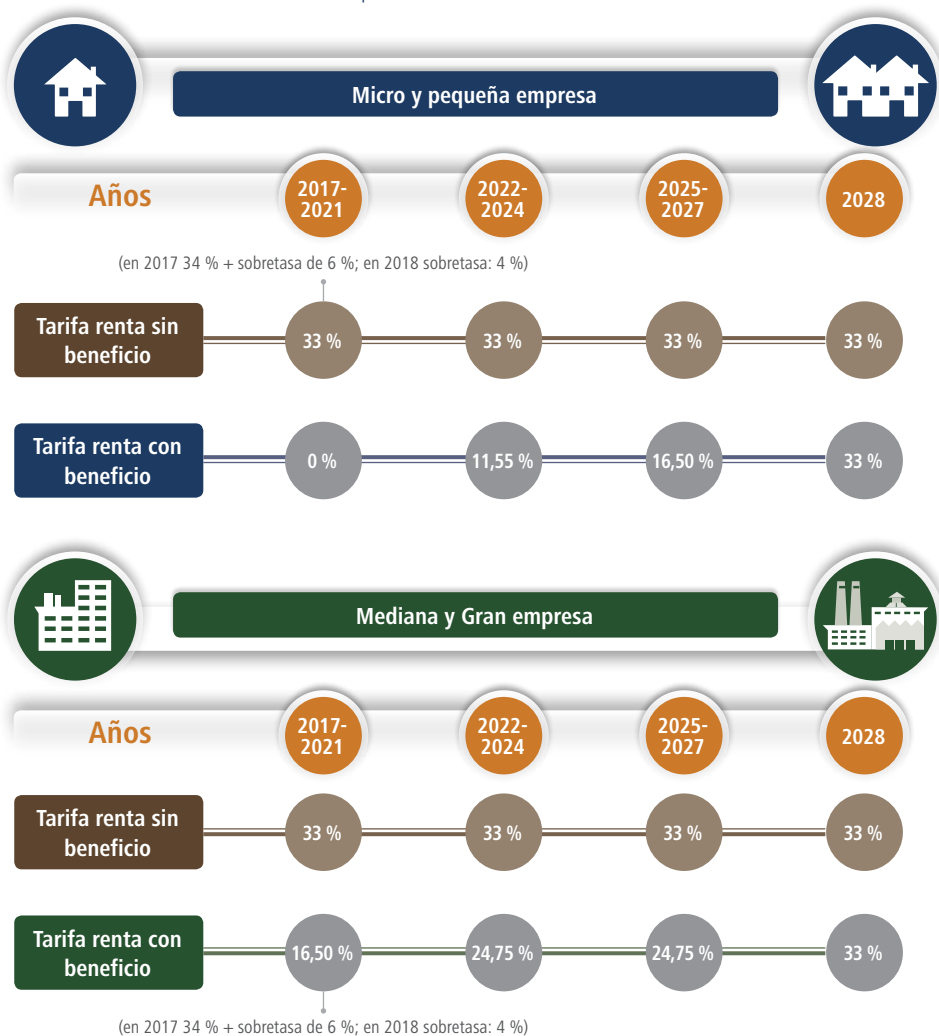 Micro y pequeña empresa
Años
2017-
2021
2022-
2024
2025-
2027
2028
(en 2017 34 % + sobretasa de 6 %; en 2018 sobretasa: 4 %)
Tarifa renta sin
beneficio
33 %
33 %
33 %
33 %
Tarifa renta con
beneficio
0 %
11,55 %
16,50 %
33 %
Mediana y Gran empresa
Años
2017-
2021
2022-
2024
2025-
2027
2028
Tarifa renta sin
beneficio
33 %
33 %
33 %
33 %
Tarifa renta con
beneficio
16,50 %
24,75 %
24,75 %
33 %
(en 2017 34 % + sobretasa de 6 %; en 2018 sobretasa: 4 %)